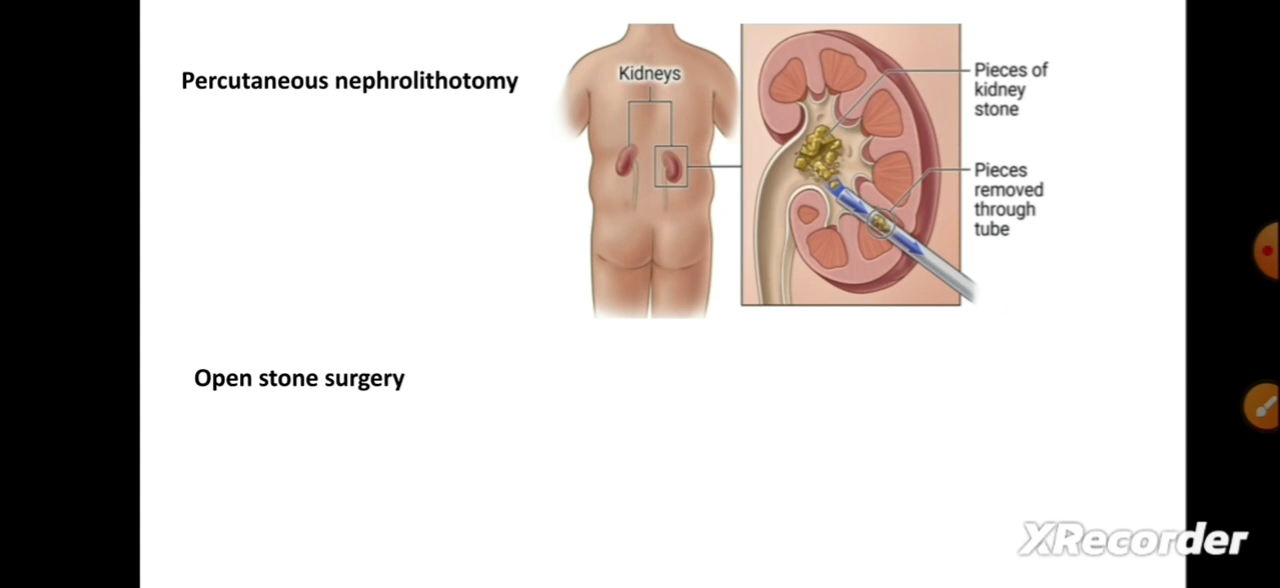 Percutaneous nephrolithotomy
Kidneys
Pieces of
kidney
stone
Pieces
removed
through
tube
Open stone surgery
XRecorder